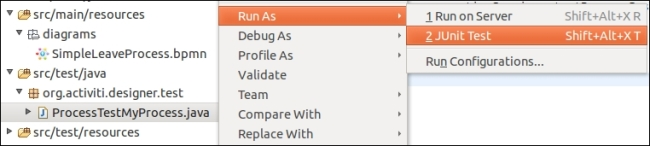 src/main/resources
diagrams
SimpleLeaveProcess.bpmn
src/test/java
org.activiti.designer.test
ProcessTestMyProcess.java
src/test/resources
Run As
Debug As
Profile As
Validate
Team
Compare With
Replace With
1 Run on Server Shift+Alt+X R
2 JUnit Test Shift+Alt+X T
Run Configurations...